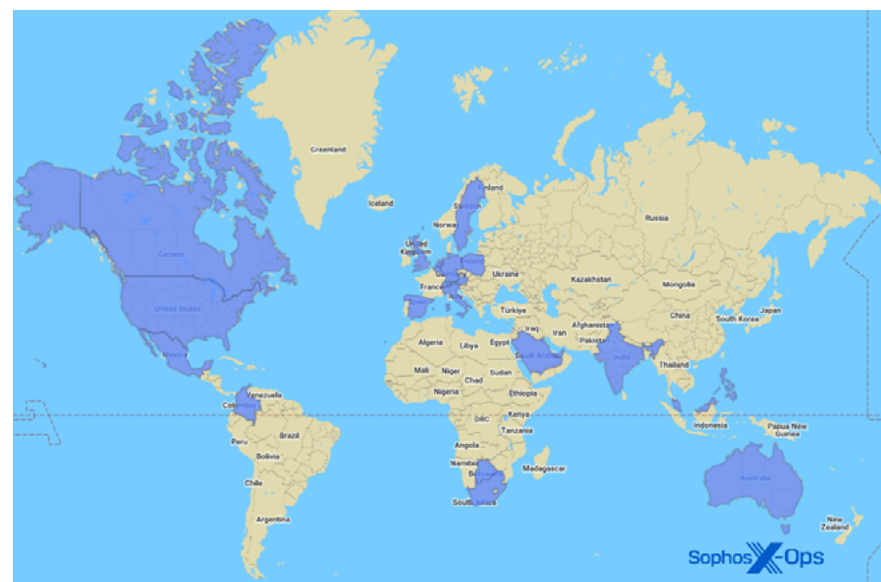 Greenland
Iceland
Finland
Sweden
Norway
Russia
United
Kingdom
Canada
Poland
Germany
Ukraine
Kazakhstan
France
Mongolia
Italy
United States
Türkiye
Japan
South Korea
China
Afghanistan
Iraq
Iran
Algeria
Libya
Egypt
Pakistan
Saudi Arabia
India
Mexico
Mali
Niger
Sudan
Thailand
Chad
Nigeria
Ethiopia
Venezuela
Colombia
Kenya
DRC
Indonesia
Papua New
Guinea
Tanzania
Peru
Brazil
Angola
Bolivia
Namibia
Madagascar
Botswana
Australia
Chile
South Africa
Argentina
New
Zealand
Sophos X-Ops